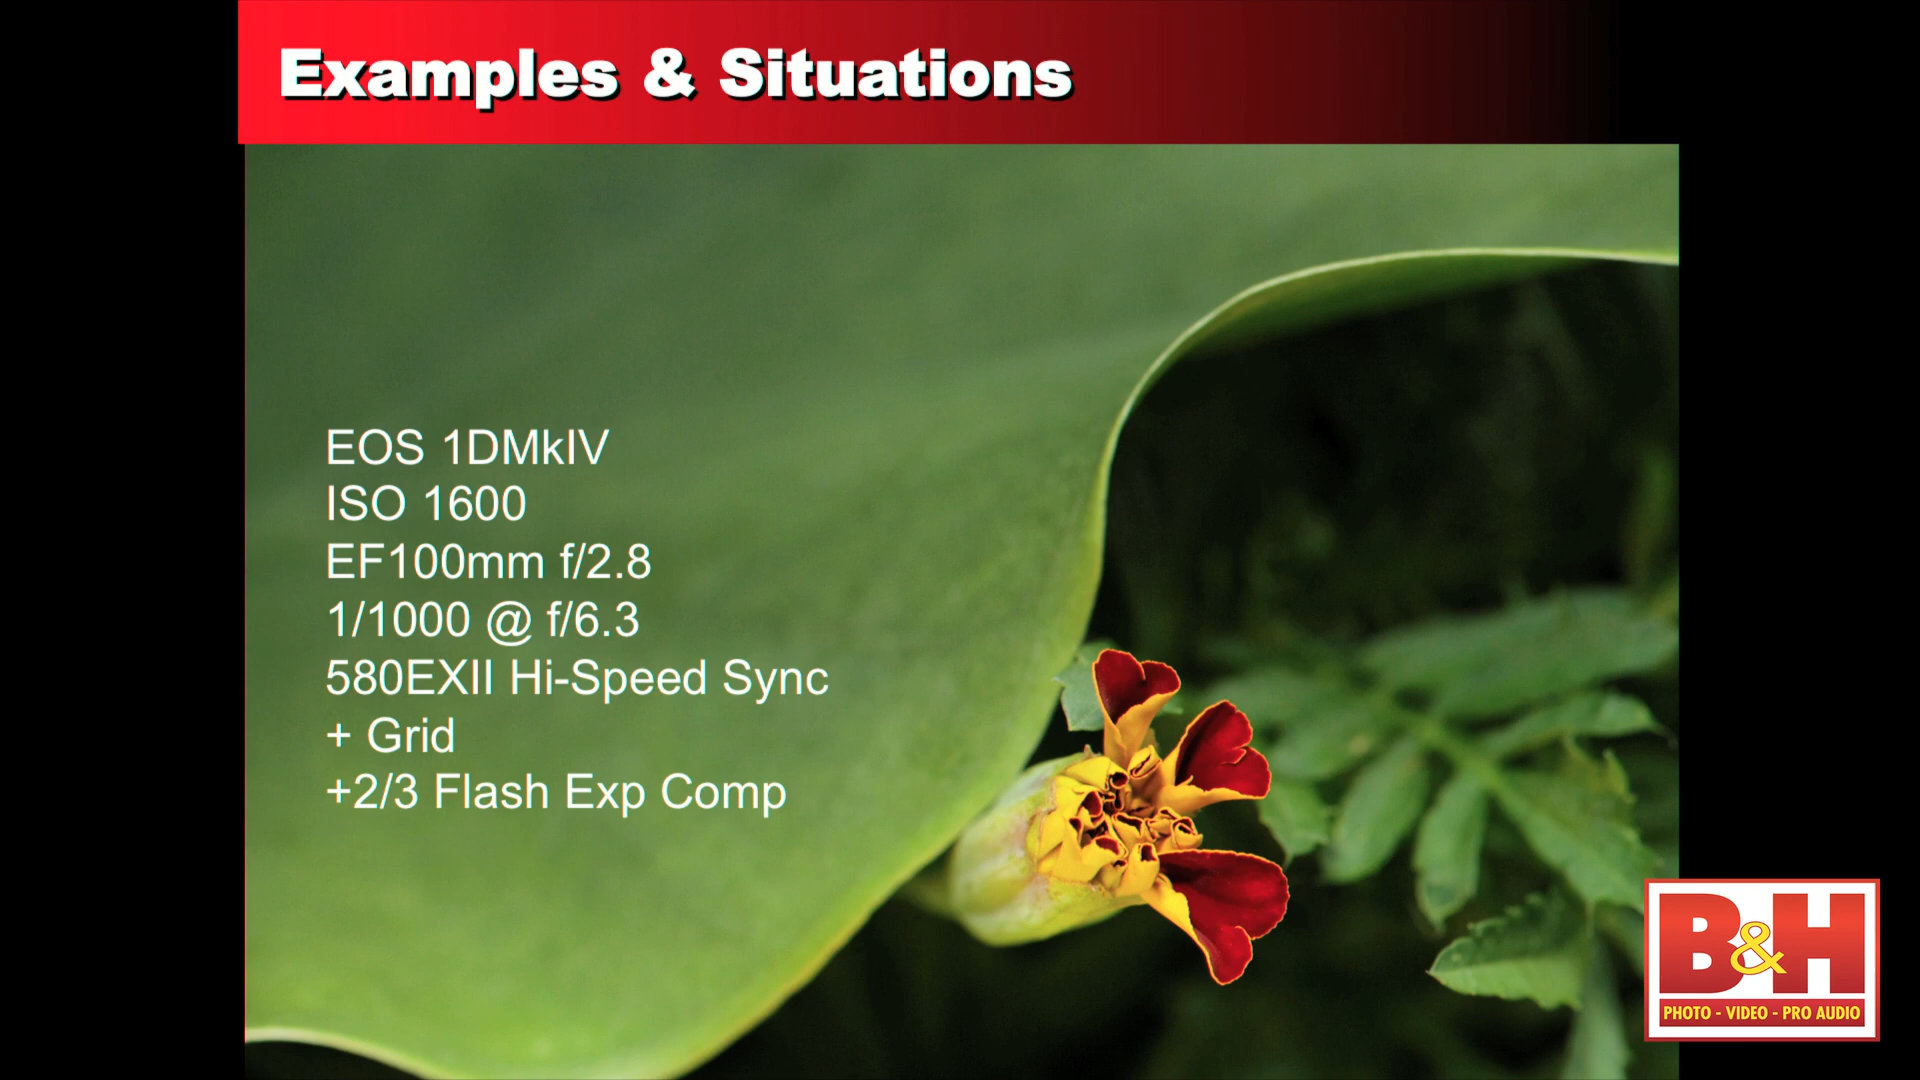 Examples & Situations
EOS 1DMkIV
ISO 1600
EF100mm f/2.8
1/1000 @ f/6.3
580EXII Hi-Speed Sync
+ Grid
+2/3 Flash Exp Comp
B&H
PHOTO - VIDEO - PRO AUDIO